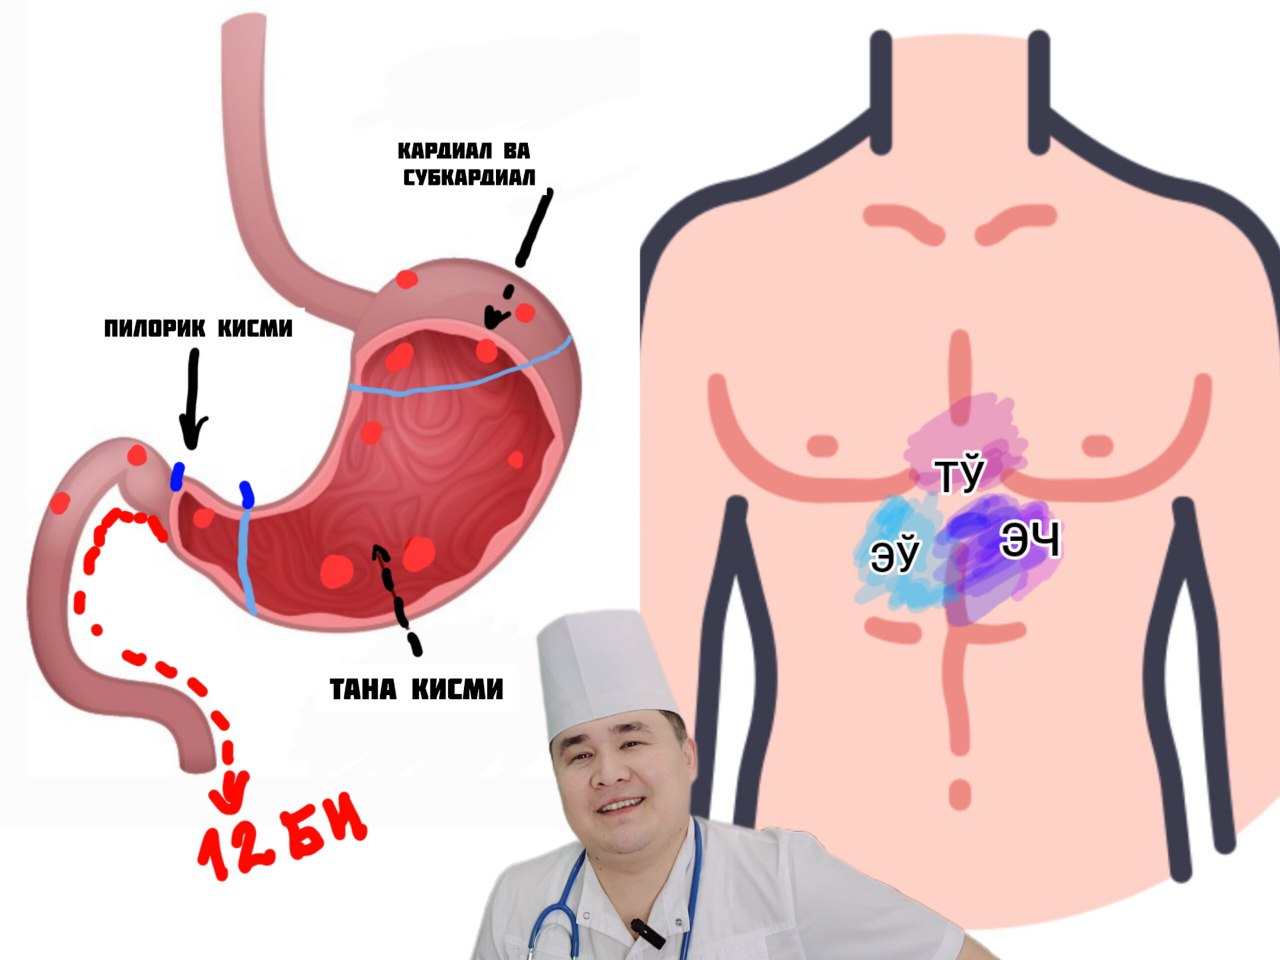 КАРДИАЛ ВА
СУБКАРДИАЛ
ПИЛОРИК КИСМИ
ТАНА КИСМИ
12 БИ
ТЎ
ЭЎ
ЭЧ